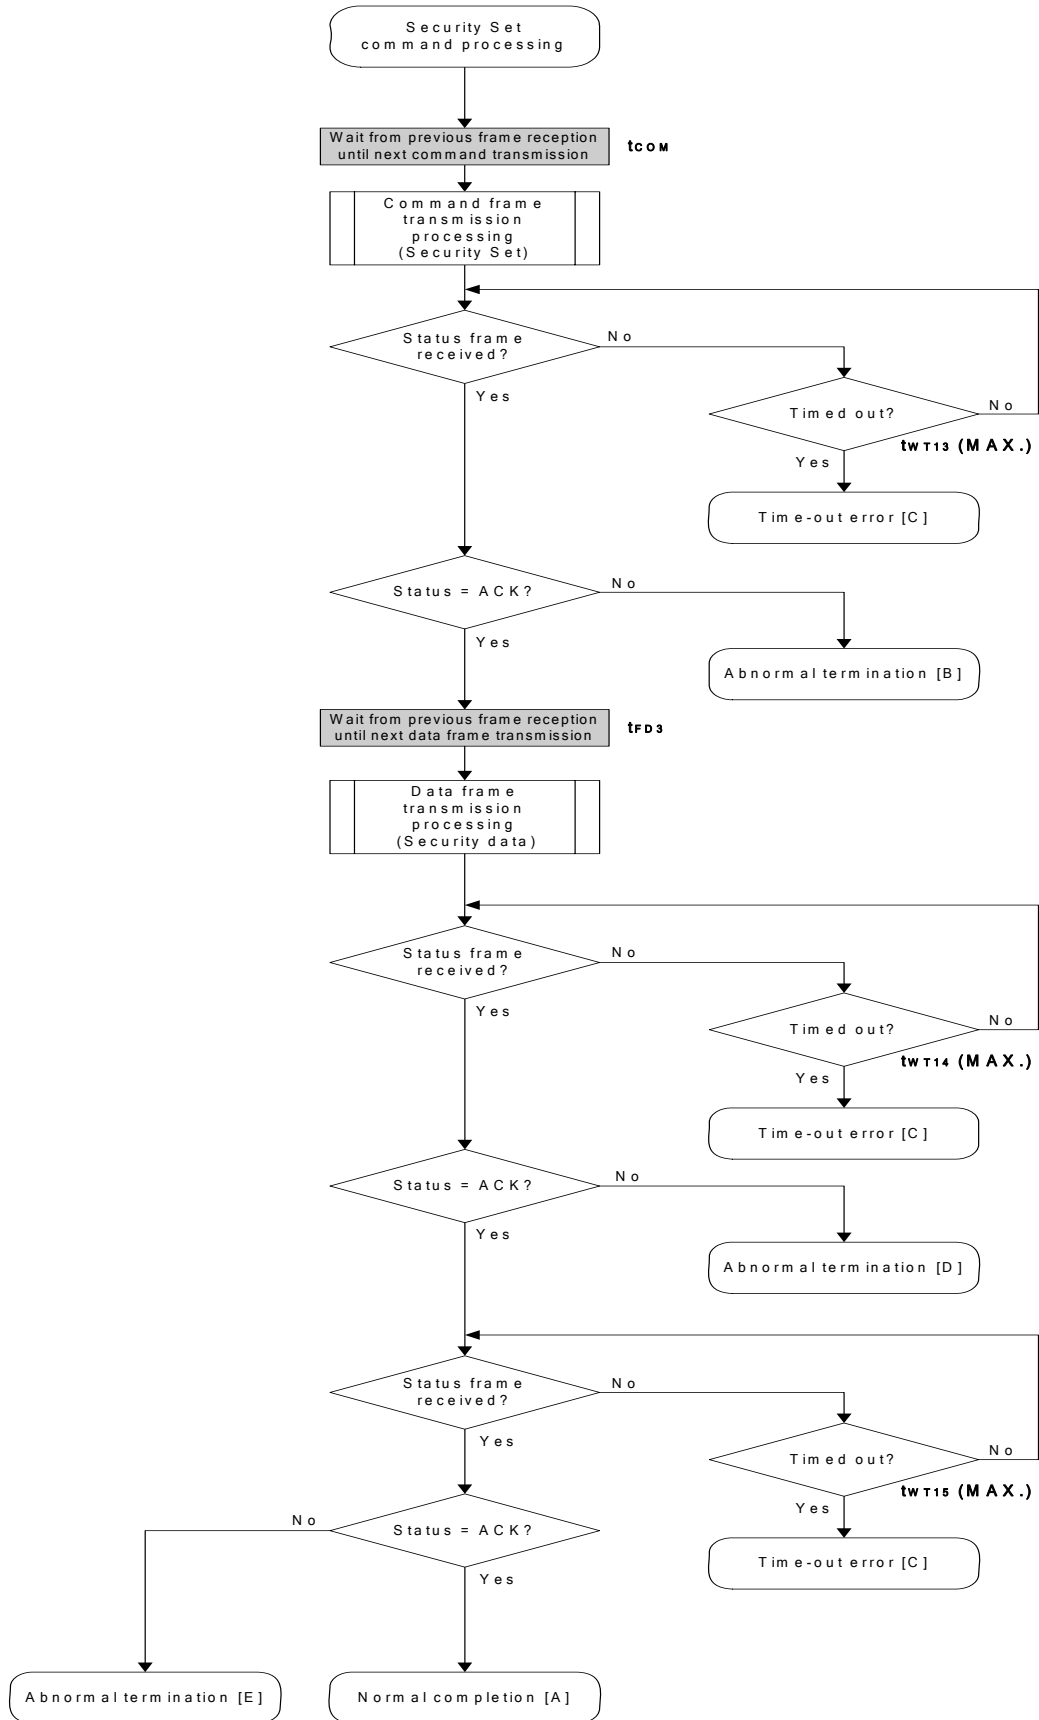 Security Set
command processing
Wait from previous frame reception
until next command transmission
tCOM
Command frame
transmission
processing
(Security Set)
Status frame
received?
No
Yes
Timed out?
No
tWT13 (MAX.)
Yes
Time-out error [C]
Status = ACK?
No
Yes
Abnormal termination [B]
Wait from previous frame reception
until next data frame transmission
tFD3
Data frame
transmission
processing
(Security data)
Status frame
received?
No
Yes
Timed out?
No
tWT14 (MAX.)
Yes
Time-out error [C]
Status = ACK?
No
Yes
Abnormal termination [D]
Status frame
received?
No
Yes
Timed out?
No
tWT15 (MAX.)
Yes
Time-out error [C]
No
Status = ACK?
Yes
Abnormal termination [E]
Normal completion [A]